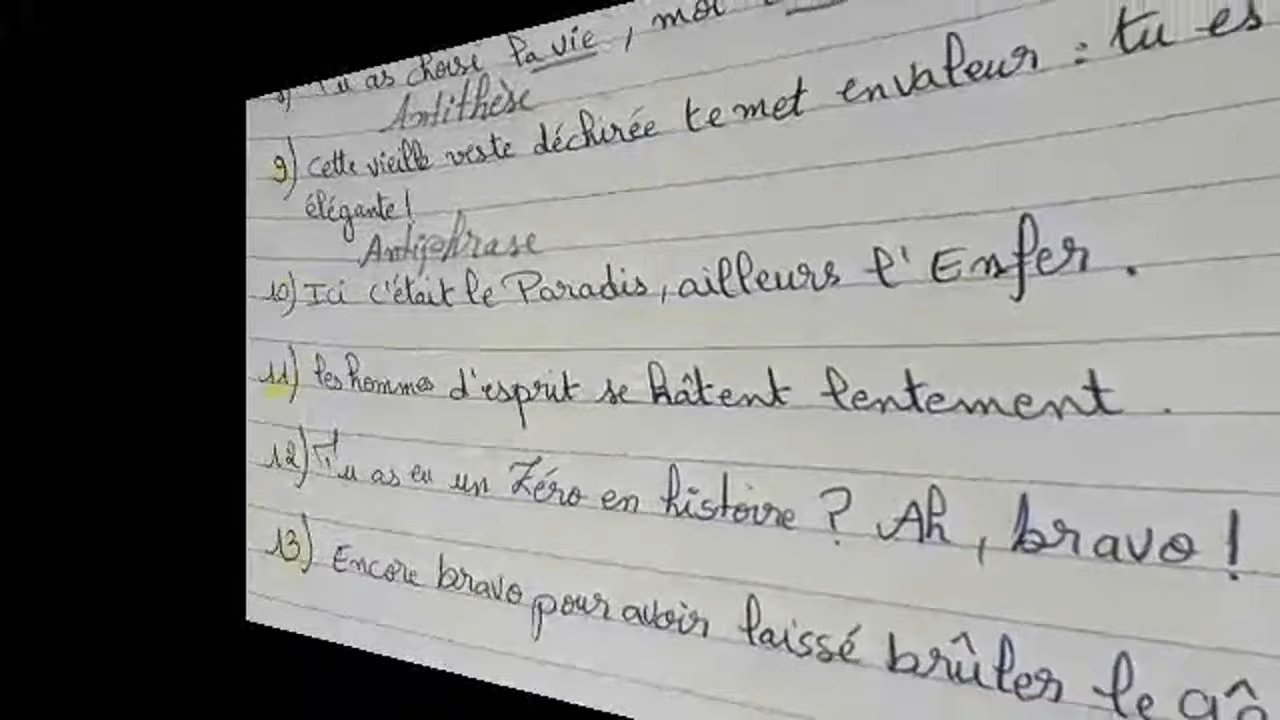 8) Tu as choisi la vie, moi
Antithèse
9) Cette vieille veste déchirée te met en valeur : tu es
élégante !
Antiphrase
10) Ici c'était le Paradis, ailleurs l'Enfer.
11) les hommes d'esprit se hâtent lentement.
12) Tu as eu un Zéro en histoire ? Ah, bravo !
13) Encore bravo pour avoir laissé brûler le